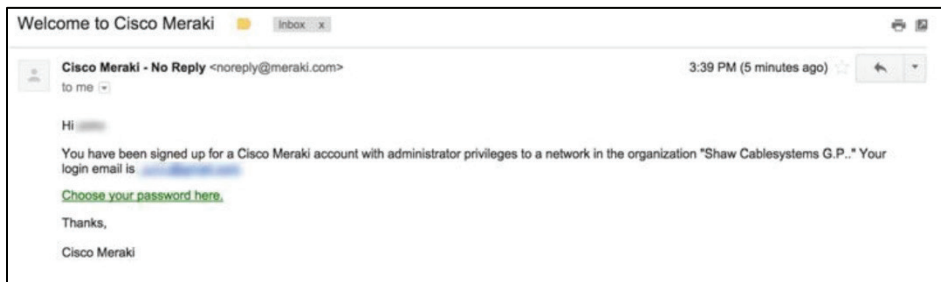 Welcome to Cisco Meraki Inbox x
Cisco Meraki - No Reply <noreply@meraki.com> 3:39 PM (5 minutes ago)
to me
Hi
You have been signed up for a Cisco Meraki account with administrator privileges to a network in the organization "Shaw Cablesystems G.P.." Your
login email is
Choose your password here.
Thanks,
Cisco Meraki